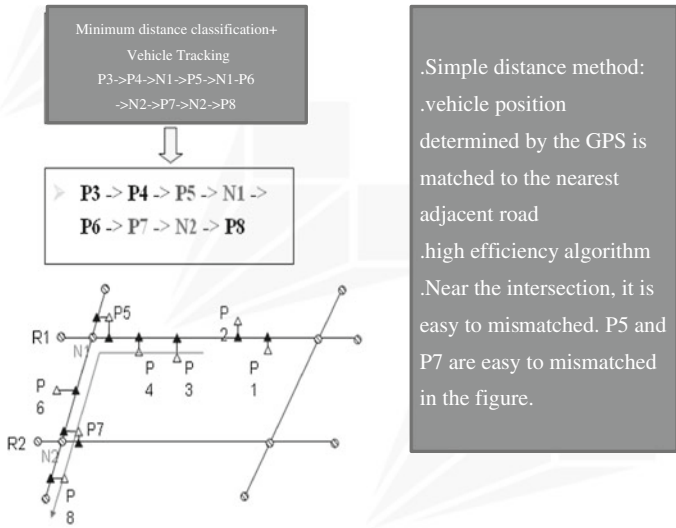 Minimum distance classification+
Vehicle Tracking
P3->P4->N1->P5->N1-P6
->N2->P7->N2->P8
P3 -> P4 -> P5 -> N1 ->
P6 -> P7 -> N2 -> P8
.Simple distance method:
.vehicle position
determined by the GPS is
matched to the nearest
adjacent road
.high efficiency algorithm
.Near the intersection, it is
easy to mismatched. P5 and
P7 are easy to mismatched
in the figure.
P5
P
2
R1
N1
P
4
P
3
P
1
P
6
P7
R2
N2
P
8